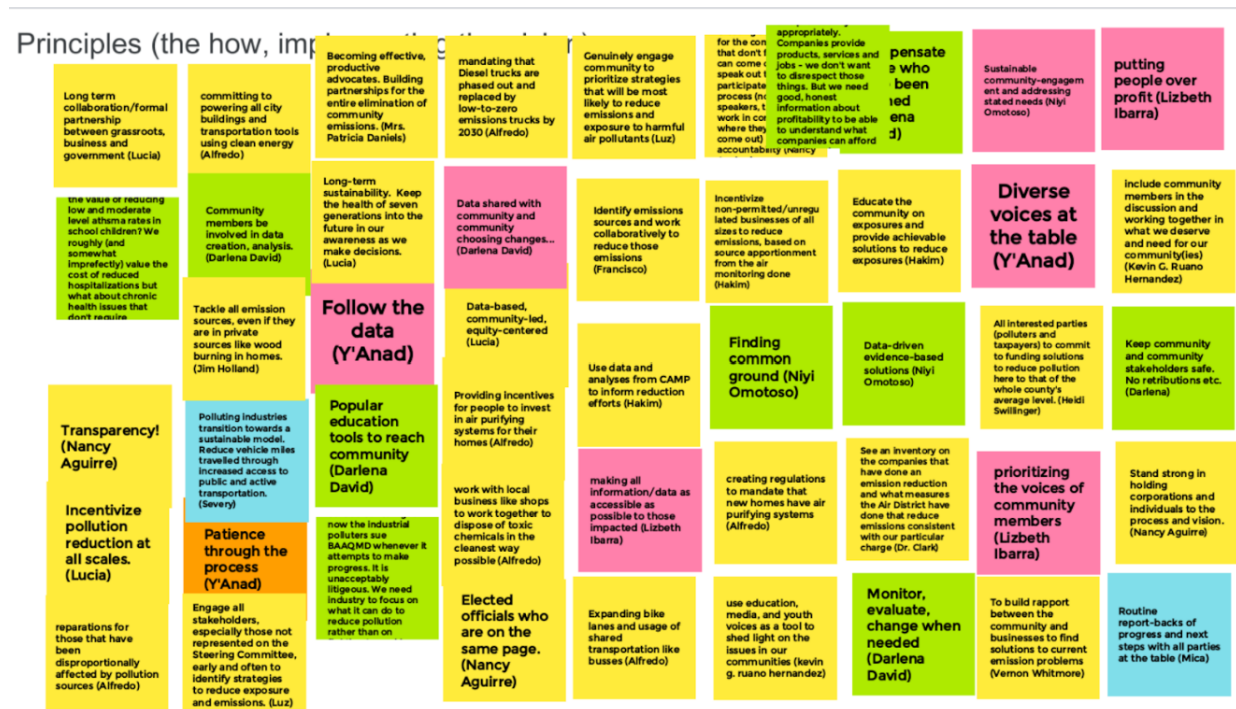 Principles (the how, imp
Long term
collaboration/formal
partnership
between grassroots,
business and
government (Lucia)
committing to
powering all city
buildings and
transportation tools
using clean energy
(Alfredo)
Becoming effective,
productive
advocates. Building
partnerships for the
entire elimination of
community
emissions. (Mrs.
Patricia Daniels)
mandating that
Diesel trucks are
phased out and
replaced by
low-to-zero
emissions trucks by
2030 (Alfredo)
Genuinely engage
community to
prioritize strategies
that will be most
likely to reduce
emissions and
exposure to harmful
air pollutants (Luz)
for the
that don't
can come
speak out
participate
process
speakers,
work in
where they
come out)
accountability (Nancy
appropriately.
Companies provide
products, services and
jobs - we don't want
to disrespect those
things. But we need
good, honest
information about
profitability to be able
to understand what
companies can afford
who
been
Sustainable
community-engagem
ent and addressing
stated needs (Niyi
Omotoso)
putting
people over
profit (Lizbeth
Ibarra)
the value of reducing
low and moderate
level athsma rates in
school children? We
roughly (and
somewhat
imprefectly) value the
cost of reduced
hospitalizations but
what about chronic
health issues that
don't require
Community
members be
involved in data
creation, analysis.
(Darlena David)
Long-term
sustainability. Keep
the health of seven
generations into the
future in our
awareness as we
make decisions.
(Lucia)
Data shared with
community and
community
choosing changes...
(Darlena David)
Identify emissions
sources and work
collaboratively to
reduce those
emissions
(Francisco)
Incentivize
non-permitted/unregu
lated businesses of all
sizes to reduce
emissions, based on
source apportionment
from the air
monitoring done
(Hakim)
Educate the
community on
exposures and
provide achievable
solutions to reduce
exposures (Hakim)
Diverse
voices at
the table
(Y'Anad)
include community
members in the
discussion and
working together in
what we deserve
and need for our
community(ies)
(Kevin G. Ruano
Hernandez)
Tackle all emission
sources, even if they
are in private
sources like wood
burning in homes.
(Jim Holland)
Follow the
data
(Y'Anad)
Data-based,
community-led,
equity-centered
(Lucia)
Use data and
analyses from CAMP
to inform reduction
efforts (Hakim)
Finding
common
ground (Niyi
Omotoso)
Data-driven
evidence-based
solutions (Niyi
Omotoso)
All interested parties
(polluters and
taxpayers) to commit
to funding solutions
to reduce pollution
here to that of the
whole county's
average level. (Heidi
Swillinger)
Keep community
and community
stakeholders safe.
No retributions etc.
(Darlena)
Transparency!
(Nancy
Aguirre)
Polluting industries
transition towards a
sustainable model.
Reduce vehicle miles
travelled through
increased access to
public and active
transportation.
(Severy)
Popular
education
tools to reach
community
(Darlena
David)
Providing incentives
for people to invest
in air purifying
systems for their
homes (Alfredo)
making all
information/data as
accessible as
possible to those
impacted (Lizbeth
Ibarra)
creating regulations
to mandate that
new homes have air
purifying systems
(Alfredo)
See an inventory on
the companies that
have done an
emission reduction
and what measures
the Air District have
done that reduce
emissions consistent
with our particular
charge (Dr. Clark)
prioritizing
the voices of
community
members
(Lizbeth
Ibarra)
Stand strong in
holding
corporations and
individuals to the
process and vision.
(Nancy Aguirre)
Incentivize
pollution
reduction at
all scales.
(Lucia)
Patience
through the
process
(Y'Anad)
now the industrial
polluters sue
BAAQMD whenever it
attempts to make
progress. It is
unacceptably
litigeous. We need
industry to focus on
what it can do to
reduce pollution
rather than on
work with local
business like shops
to work together to
dispose of toxic
chemicals in the
cleanest way
possible (Alfredo)
reparations for
those that have
been
disproportionally
affected by pollution
sources (Alfredo)
Engage all
stakeholders,
especially those not
represented on the
Steering Committee,
early and often to
identify strategies
to reduce exposure
and emissions. (Luz)
Elected
officials who
are on the
same page.
(Nancy
Aguirre)
Expanding bike
lanes and usage of
shared
transportation like
busses (Alfredo)
use education,
media, and youth
voices as a tool to
shed light on the
issues in our
communities (kevin
g. ruano hernandez)
Monitor,
evaluate,
change when
needed
(Darlena
David)
To build rapport
between the
community and
businesses to find
solutions to current
emission problems
(Vernon Whitmore)
Routine
report-backs of
progress and next
steps with all parties
at the table (Mica)